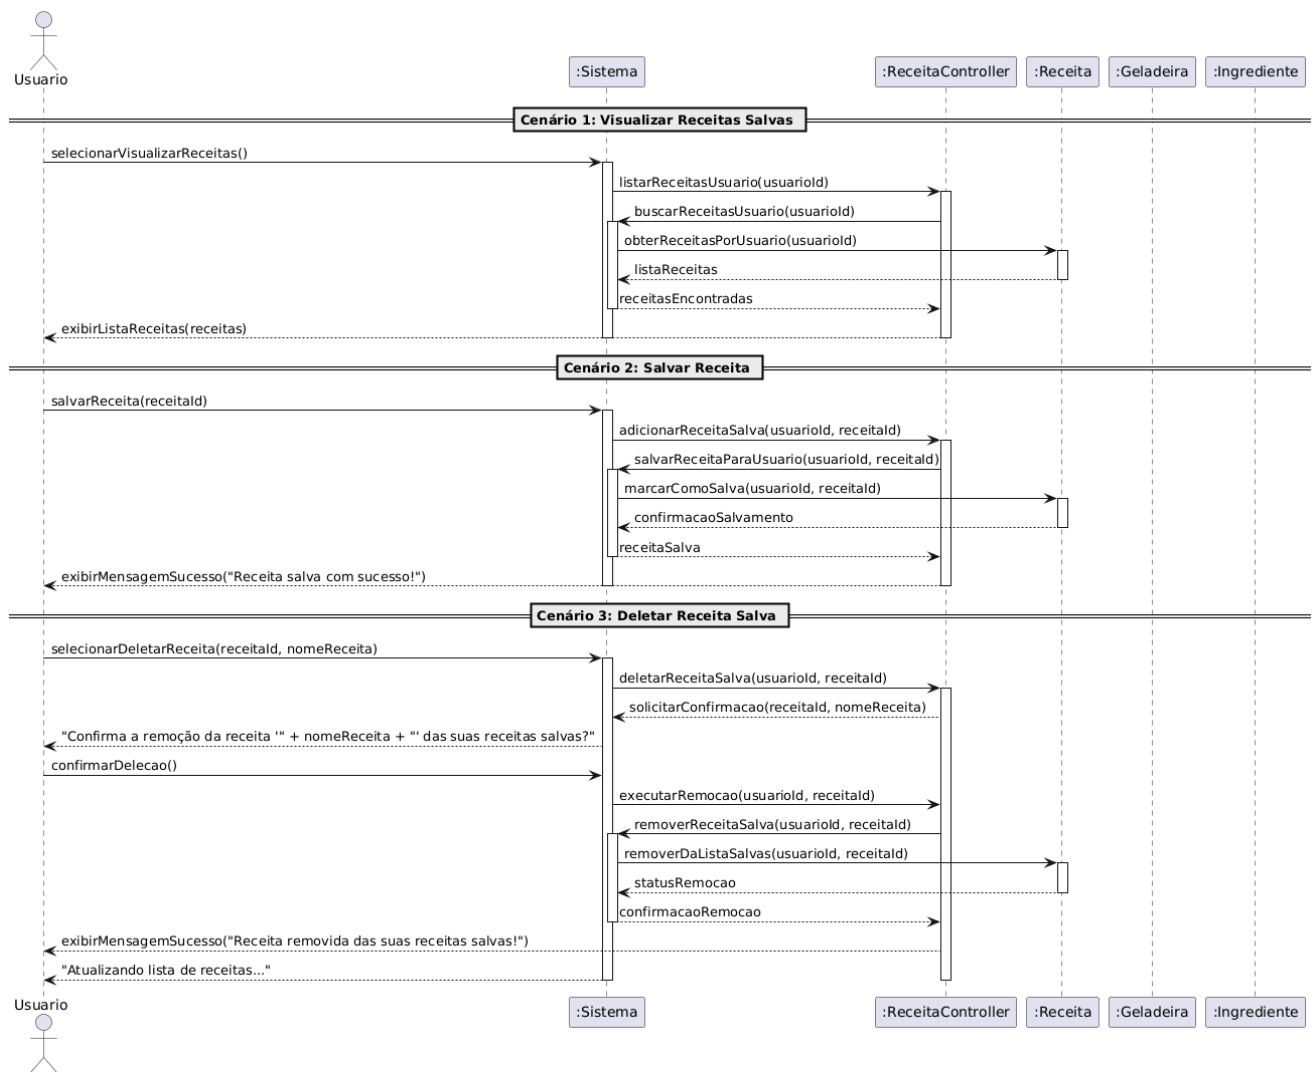 Usuario
:Sistema
:ReceitaController
:Receita
:Geladeira
:Ingrediente
Cenário 1: Visualizar Receitas Salvas
selecionarVisualizarReceitas()
listarReceitasUsuario(usuarioId)
buscarReceitasUsuario(usuarioId)
obterReceitasPorUsuario(usuarioId)
listaReceitas
receitasEncontradas
exibirListaReceitas(receitas)
Cenário 2: Salvar Receita
salvarReceita(receitaId)
adicionarReceitaSalva(usuarioId, receitaId)
salvarReceitaParaUsuario(usuarioId, receitaId)
marcarComoSalva(usuarioId, receitaId)
confirmacaoSalvamento
receitaSalva
exibirMensagemSucesso("Receita salva com sucesso!")
Cenário 3: Deletar Receita Salva
selecionarDeletarReceita(receitaId, nomeReceita)
deletarReceitaSalva(usuarioId, receitaId)
solicitarConfirmacao(receitaId, nomeReceita)
"Confirma a remoção da receita '" + nomeReceita + "' das suas receitas salvas?"
confirmarDelecao()
executarRemocao(usuarioId, receitaId)
removerReceitaSalva(usuarioId, receitaId)
removerDaListaSalvas(usuarioId, receitaId)
statusRemocao
confirmacaoRemocao
exibirMensagemSucesso("Receita removida das suas receitas salvas!")
"Atualizando lista de receitas..."
Usuario
:Sistema
:ReceitaController
:Receita
:Geladeira
:Ingrediente